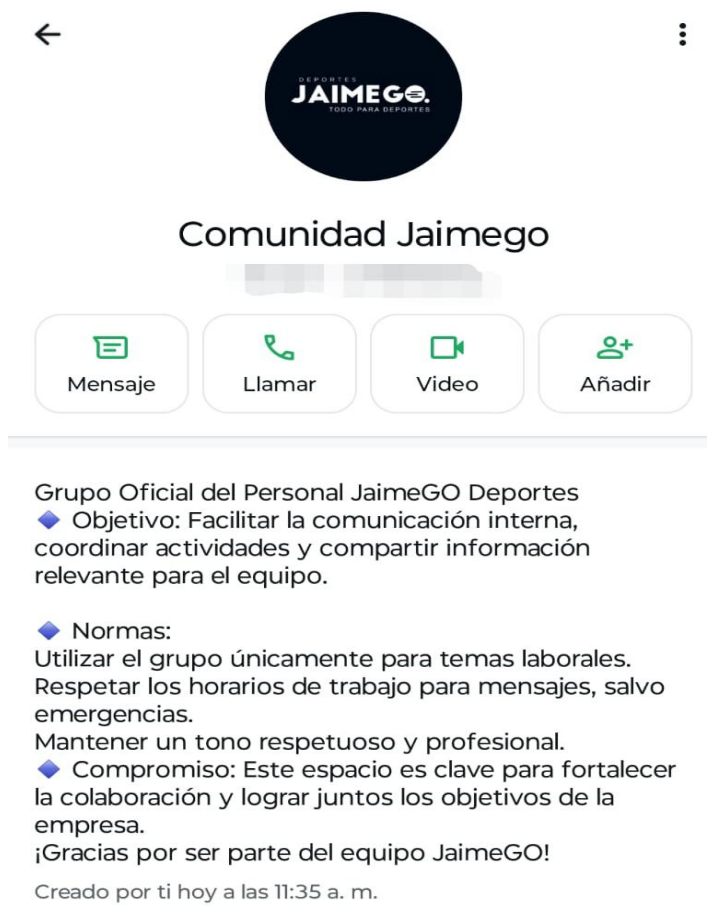 DEPORTES
JAIMEGO.
TODO PARA DEPORTES
Comunidad Jaimego
Mensaje
Llamar
Video
Añadir
Grupo Oficial del Personal JaimeGO Deportes
🔷 Objetivo: Facilitar la comunicación interna,
coordinar actividades y compartir información
relevante para el equipo.
🔷 Normas:
Utilizar el grupo únicamente para temas laborales.
Respetar los horarios de trabajo para mensajes, salvo
emergencias.
Mantener un tono respetuoso y profesional.
🔷 Compromiso: Este espacio es clave para fortalecer
la colaboración y lograr juntos los objetivos de la
empresa.
¡Gracias por ser parte del equipo JaimeGO!
Creado por ti hoy a las 11:35 a. m.